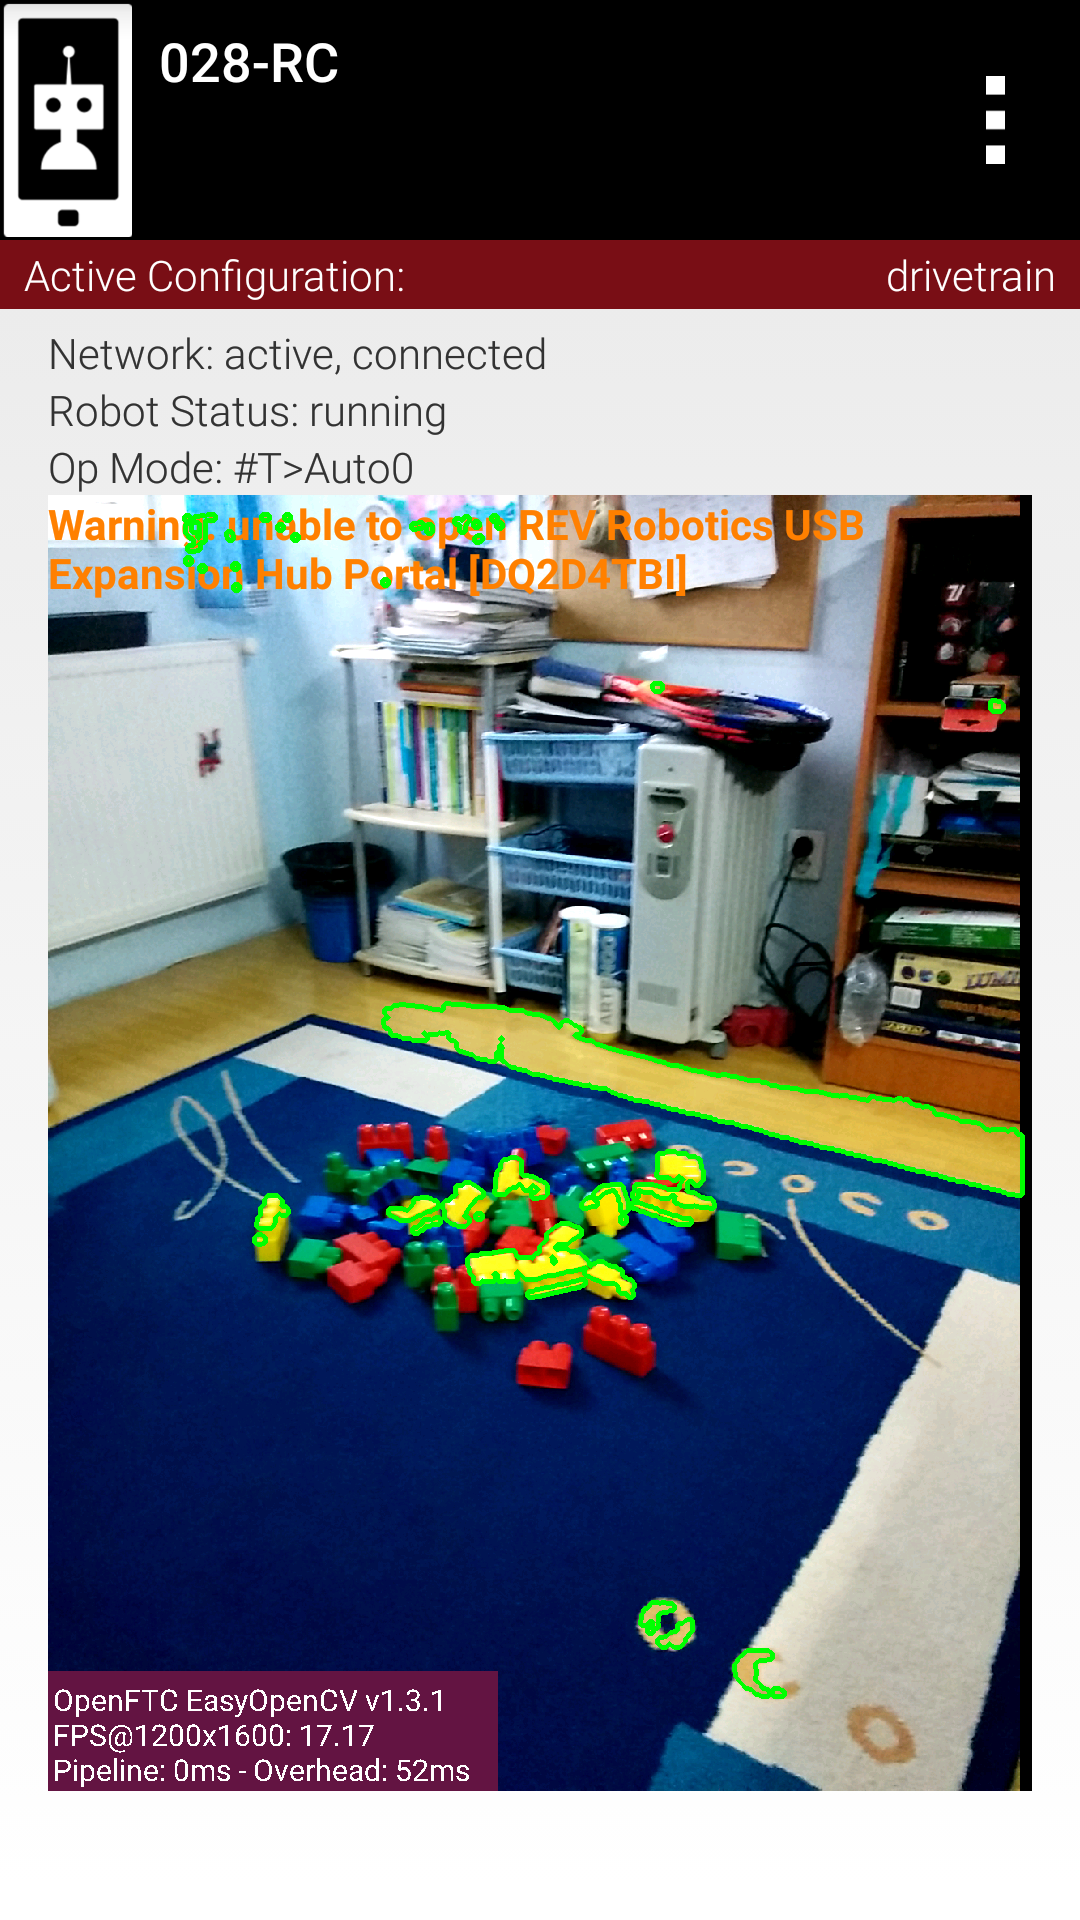 028-RC
Active Configuration: drivetrain
Network: active, connected
Robot Status: running
Op Mode: #T>Auto0
Warning: unable to open REV Robotics USB
Expansion Hub Portal [DQ2D4TBI]
OpenFTC EasyOpenCV v1.3.1
FPS@1200x1600: 17.17
Pipeline: 0ms - Overhead: 52ms